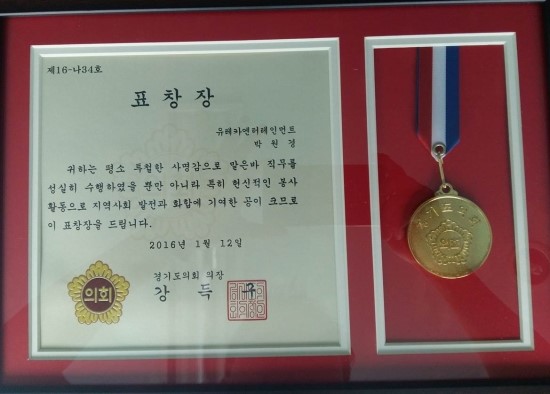 제16-나34호
표창장
유테카엔터테인먼트
박원경
귀하는 평소 투철한 사명감으로 맡은바 직무를
성실히 수행하였을 뿐만 아니라 특히 헌신적인 봉사
활동으로 지역사회 발전과 화합에 기여한 공이 크므로
이 표창장을 드립니다.
2016년 1월 12일
경기도의회 의장
강 득 구
의회
경기도의회